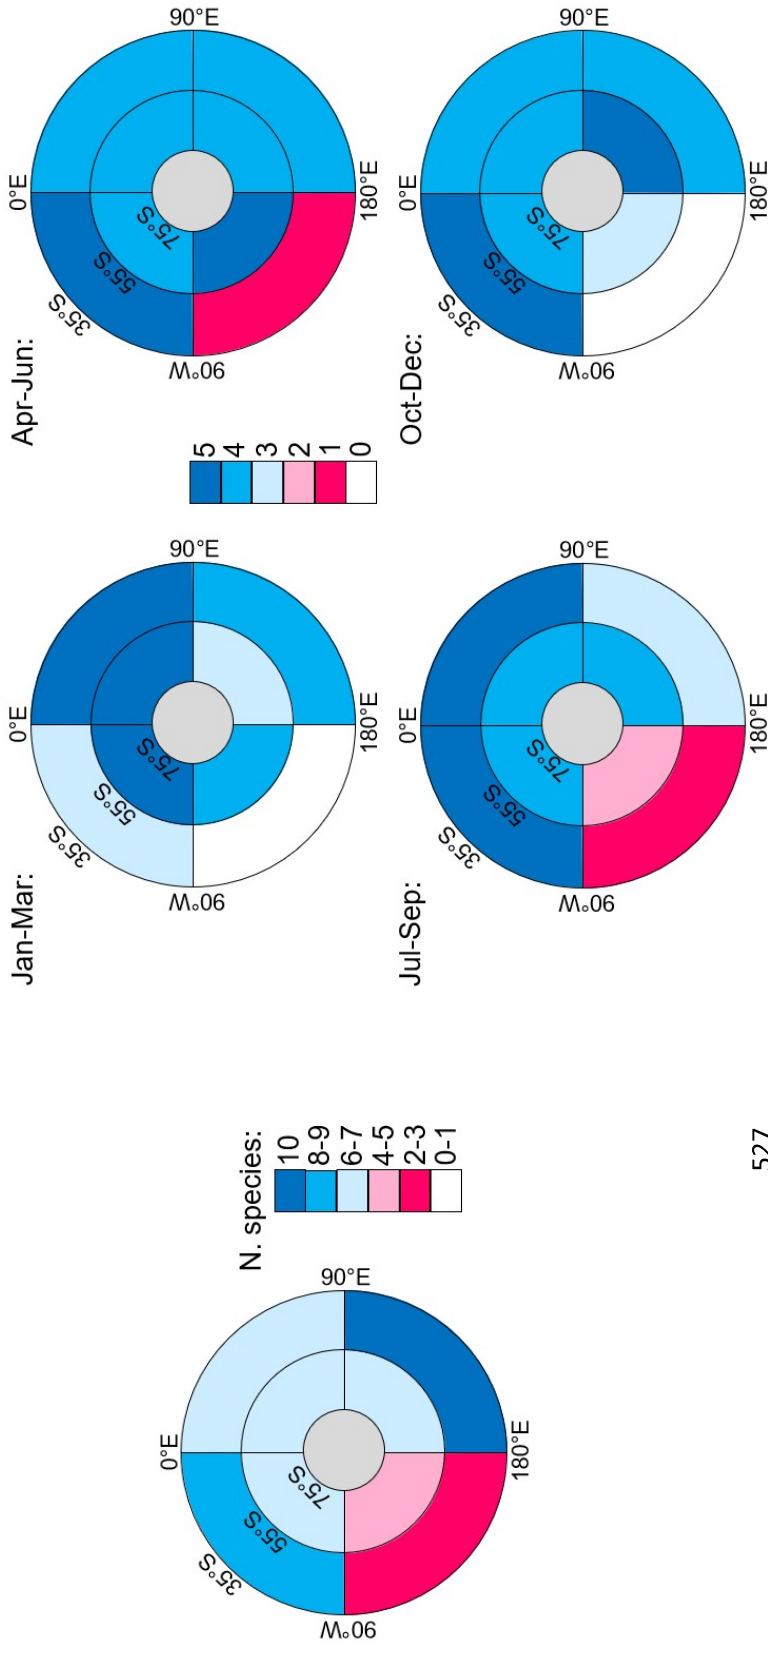 0°E
35°S
55°S
75°S
90°W
90°E
180°E
N. species:
10
8-9
6-7
4-5
2-3
0-1
Jan-Mar:
0°E
35°S
55°S
75°S
90°W
90°E
180°E
5
4
3
2
1
0
Apr-Jun:
0°E
35°S
55°S
75°S
90°W
90°E
180°E
Jul-Sep:
0°E
35°S
55°S
75°S
90°W
90°E
180°E
Oct-Dec:
0°E
35°S
55°S
75°S
90°W
90°E
180°E
527